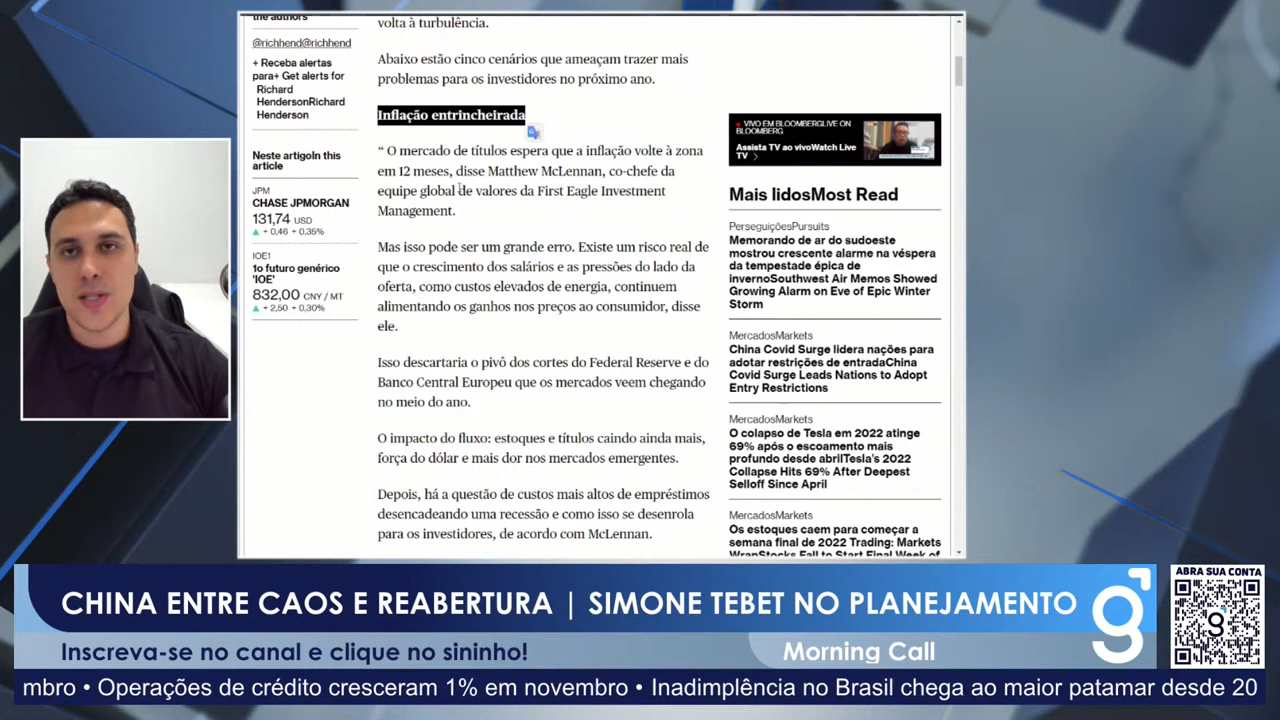 the authors
@richhend@richhend
+ Receba alertas
para+ Get alerts for
Richard
HendersonRichard
Henderson
Neste artigoIn this
article
JPM
CHASE JPMORGAN
131,74 USD
▲ + 0,46 + 0,35%
IOE1
1o futuro genérico
'IOE'
832,00 CNY / MT
▲ + 2,50 + 0,30%
volta à turbulência.
Abaixo estão cinco cenários que ameaçam trazer mais
problemas para os investidores no próximo ano.
Inflação entrincheirada
“ O mercado de títulos espera que a inflação volte à zona
em 12 meses, disse Matthew McLennan, co-chefe da
equipe global de valores da First Eagle Investment
Management.
Mas isso pode ser um grande erro. Existe um risco real de
que o crescimento dos salários e as pressões do lado da
oferta, como custos elevados de energia, continuem
alimentando os ganhos nos preços ao consumidor, disse
ele.
Isso descartaria o pivô dos cortes do Federal Reserve e do
Banco Central Europeu que os mercados veem chegando
no meio do ano.
O impacto do fluxo: estoques e títulos caindo ainda mais,
força do dólar e mais dor nos mercados emergentes.
Depois, há a questão de custos mais altos de empréstimos
desencadeando uma recessão e como isso se desenrola
para os investidores, de acordo com McLennan.
VIVO EM BLOOMBERGLIVE ON
BLOOMBERG
Assista TV ao vivoWatch Live
TV >
Mais lidosMost Read
PerseguiçõesPursuits
Memorando de ar do sudoeste
mostrou crescente alarme na véspera
da tempestade épica de
invernoSouthwest Air Memos Showed
Growing Alarm on Eve of Epic Winter
Storm
MercadosMarkets
China Covid Surge lidera nações para
adotar restrições de entradaChina
Covid Surge Leads Nations to Adopt
Entry Restrictions
MercadosMarkets
O colapso de Tesla em 2022 atinge
69% após o escoamento mais
profundo desde abrilTesla's 2022
Collapse Hits 69% After Deepest
Selloff Since April
MercadosMarkets
Os estoques caem para começar a
semana final de 2022 Trading: Markets
WrapStocks Fall to Start Final Week of
CHINA ENTRE CAOS E REABERTURA | SIMONE TEBET NO PLANEJAMENTO
Inscreva-se no canal e clique no sininho!
Morning Call
ABRA SUA CONTA
mbro • Operações de crédito cresceram 1% em novembro • Inadimplência no Brasil chega ao maior patamar desde 20